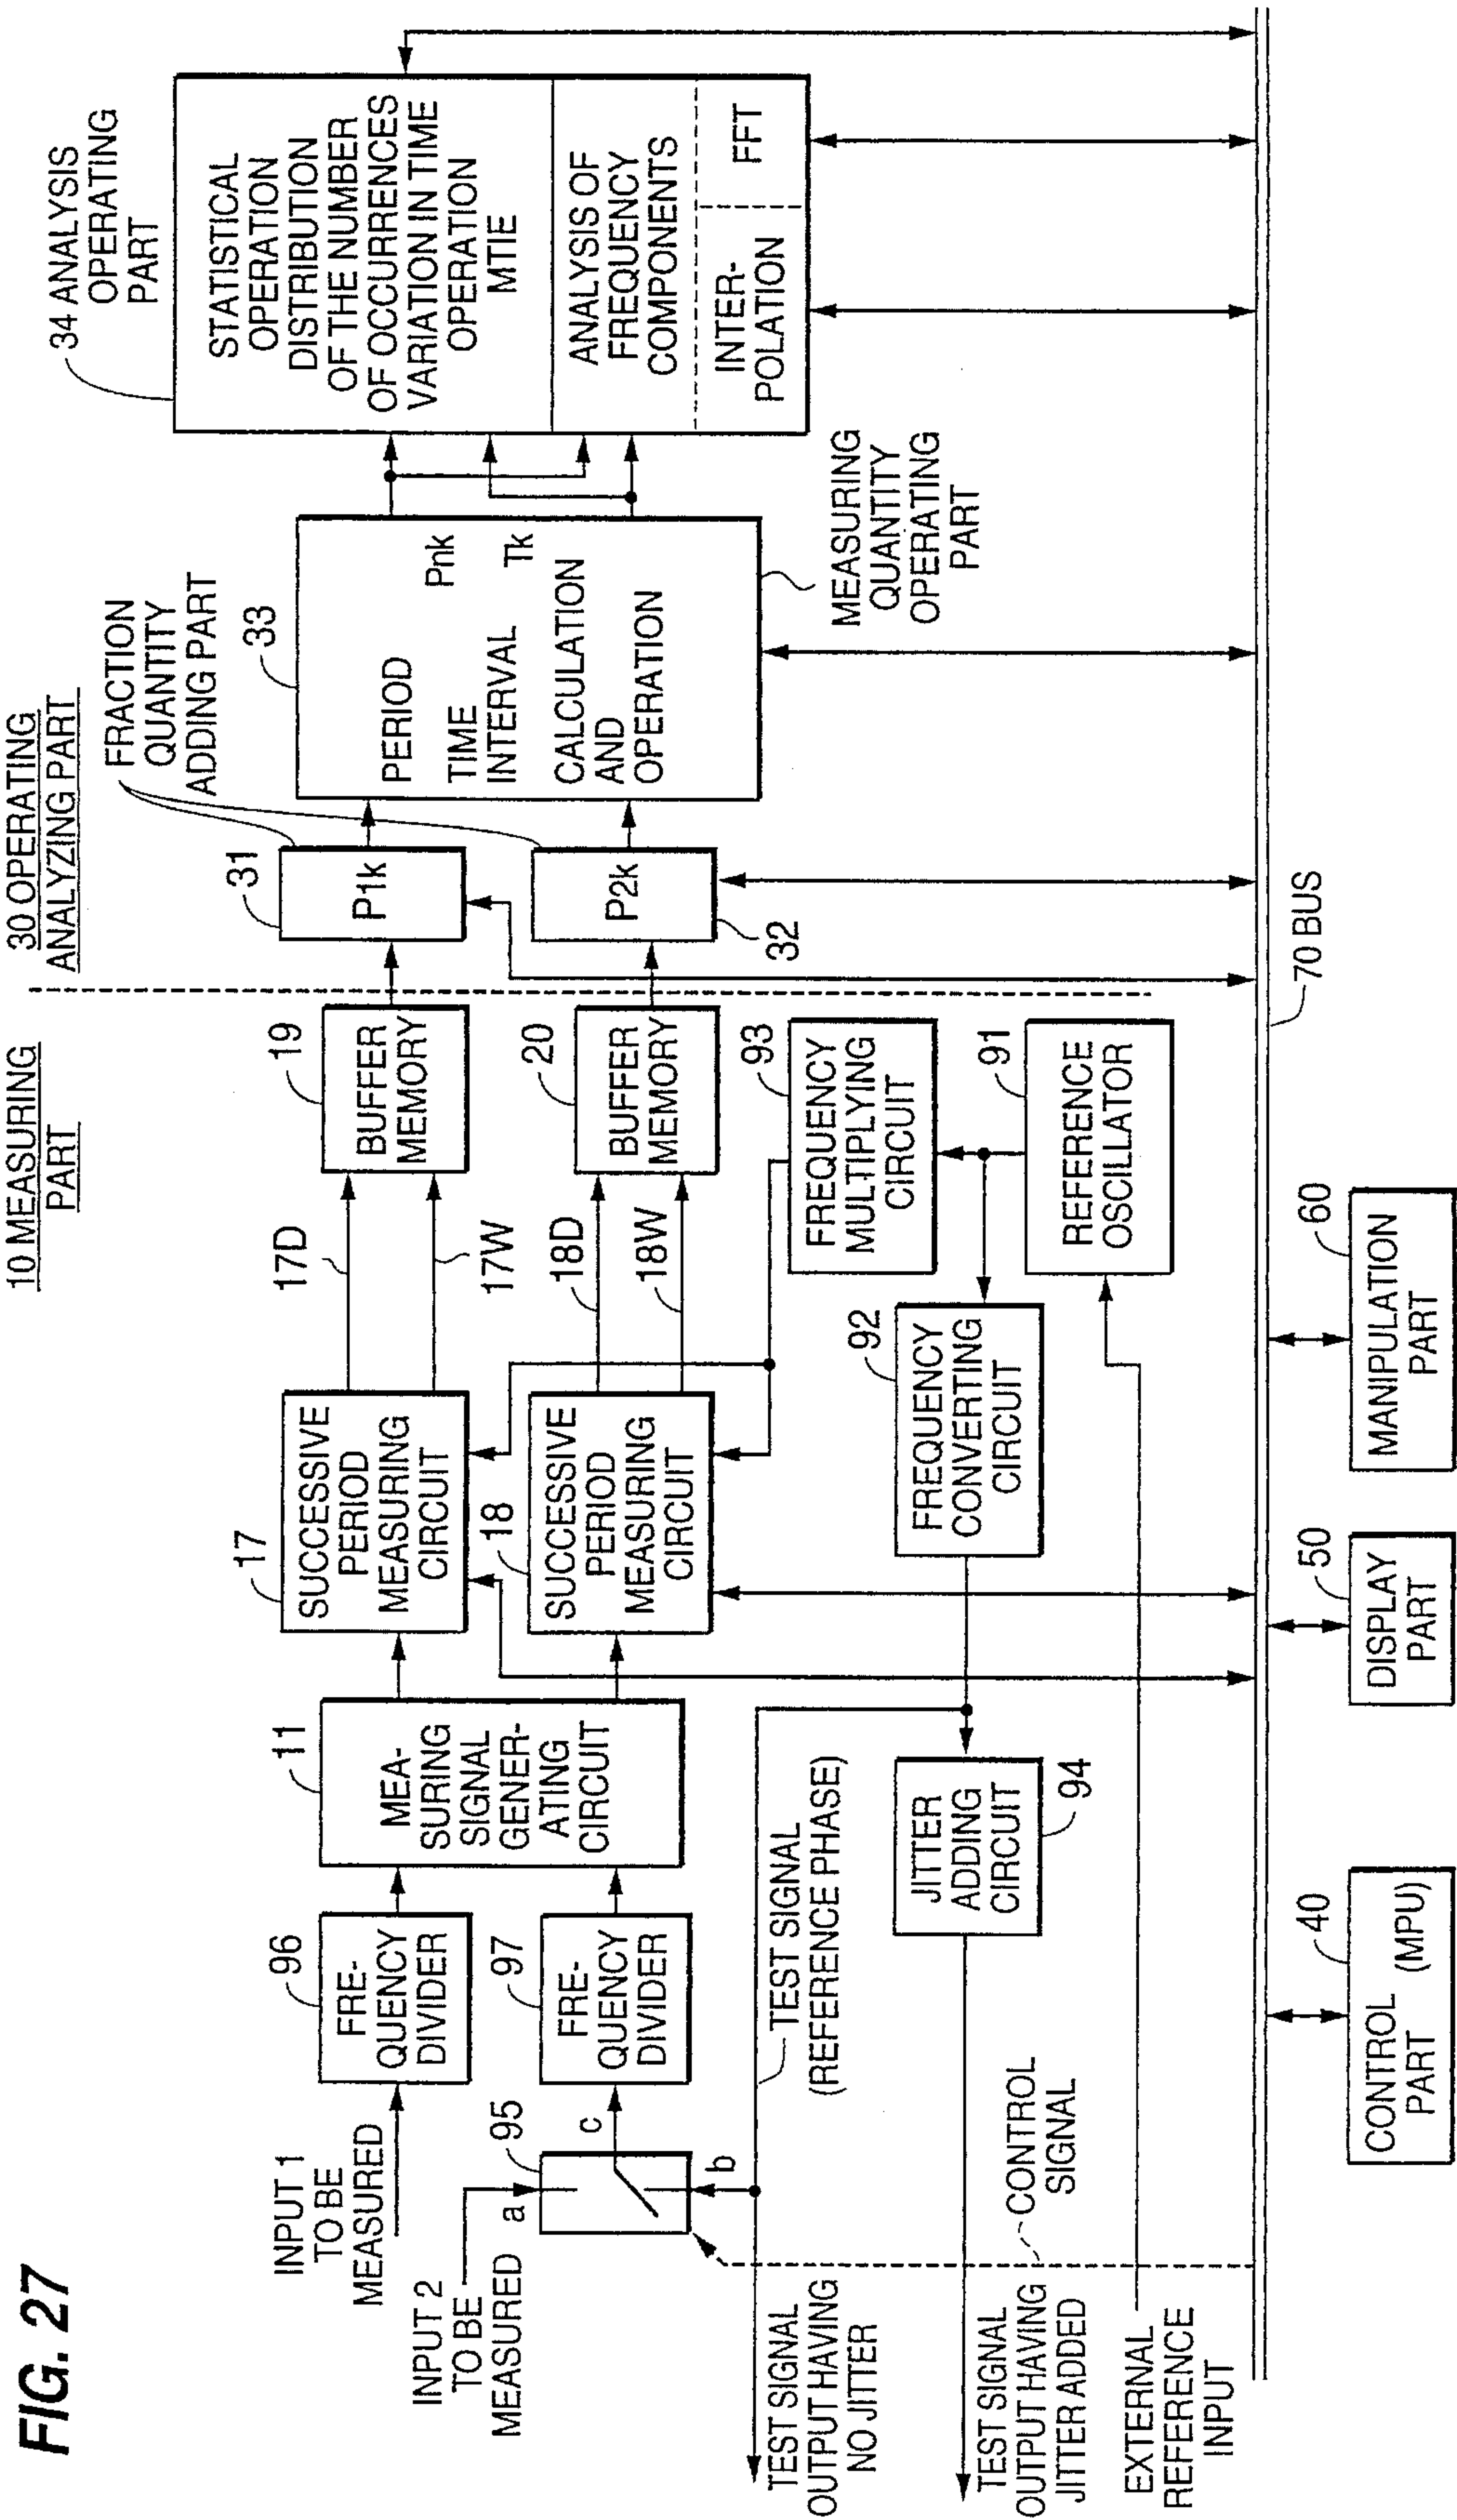 FIG. 27
10 MEASURING
PART
30 OPERATING
ANALYZING PART
34 ANALYSIS
OPERATING
PART
FRACTION
QUANTITY
ADDING PART
INPUT 1
TO BE
MEASURED
96
FRE-
QUENCY
DIVIDER
11
MEA-
SURING
SIGNAL
GENER-
ATING
CIRCUIT
17
SUCCESSIVE
PERIOD
MEASURING
CIRCUIT
17D
17W
19
BUFFER
MEMORY
31
P1k
33
PERIOD
Pnk
TIME
INTERVAL
Tk
CALCULATION
AND
OPERATION
STATISTICAL
OPERATION
DISTRIBUTION
OF THE NUMBER
OF OCCURRENCES
VARIATION IN TIME
OPERATION
MTIE
ANALYSIS OF
FREQUENCY
COMPONENTS
INTER-
POLATION
FFT
INPUT 2
TO BE
MEASURED
a
95
c
b
97
FRE-
QUENCY
DIVIDER
18
SUCCESSIVE
PERIOD
MEASURING
CIRCUIT
18D
18W
20
BUFFER
MEMORY
P2k
32
MEASURING
QUANTITY
OPERATING
PART
TEST SIGNAL
OUTPUT HAVING
NO JITTER
TEST SIGNAL
(REFERENCE PHASE)
93
FREQUENCY
MULTIPLYING
CIRCUIT
92
FREQUENCY
CONVERTING
CIRCUIT
91
REFERENCE
OSCILLATOR
JITTER
ADDING
CIRCUIT
94
TEST SIGNAL
OUTPUT HAVING
JITTER ADDED
CONTROL
SIGNAL
EXTERNAL
REFERENCE
INPUT
70 BUS
40
CONTROL
PART (MPU)
50
DISPLAY
PART
60
MANIPULATION
PART